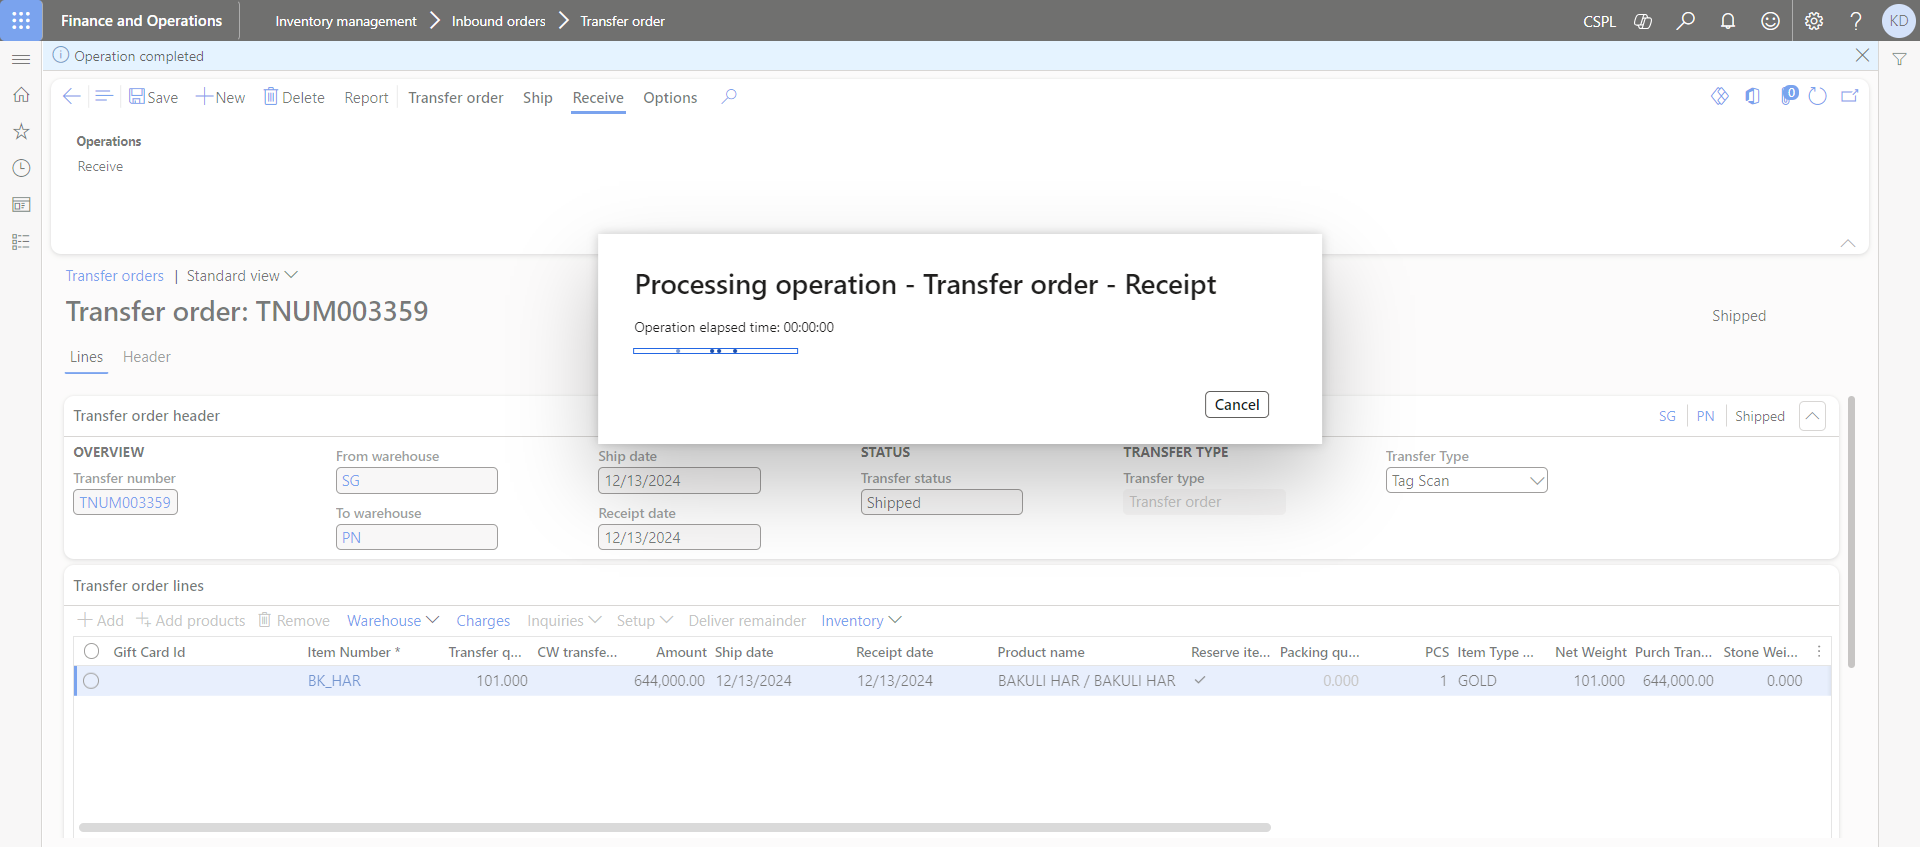 Finance and Operations
Inventory management > Inbound orders > Transfer order
CSPL
KD
Operation completed
Save New Delete Report Transfer order Ship Receive Options
0
Operations
Receive
Processing operation - Transfer order - Receipt
Operation elapsed time: 00:00:00
Cancel
Transfer orders | Standard view
Transfer order: TNUM003359
Shipped
Lines Header
Transfer order header
SG PN Shipped
OVERVIEW
Transfer number
TNUM003359
From warehouse
SG
To warehouse
PN
Ship date
12/13/2024
Receipt date
12/13/2024
STATUS
Transfer status
Shipped
TRANSFER TYPE
Transfer type
Transfer order
Transfer Type
Tag Scan
Transfer order lines
Add Add products Remove Warehouse Charges Inquiries Setup Deliver remainder Inventory
Gift Card Id Item Number * Transfer q... CW transfe... Amount Ship date Receipt date Product name Reserve ite... Packing qu... PCS Item Type ... Net Weight Purch Tran... Stone Wei...
BK_HAR 101.000 644,000.00 12/13/2024 12/13/2024 BAKULI HAR / BAKULI HAR 0.000 1 GOLD 101.000 644,000.00 0.000